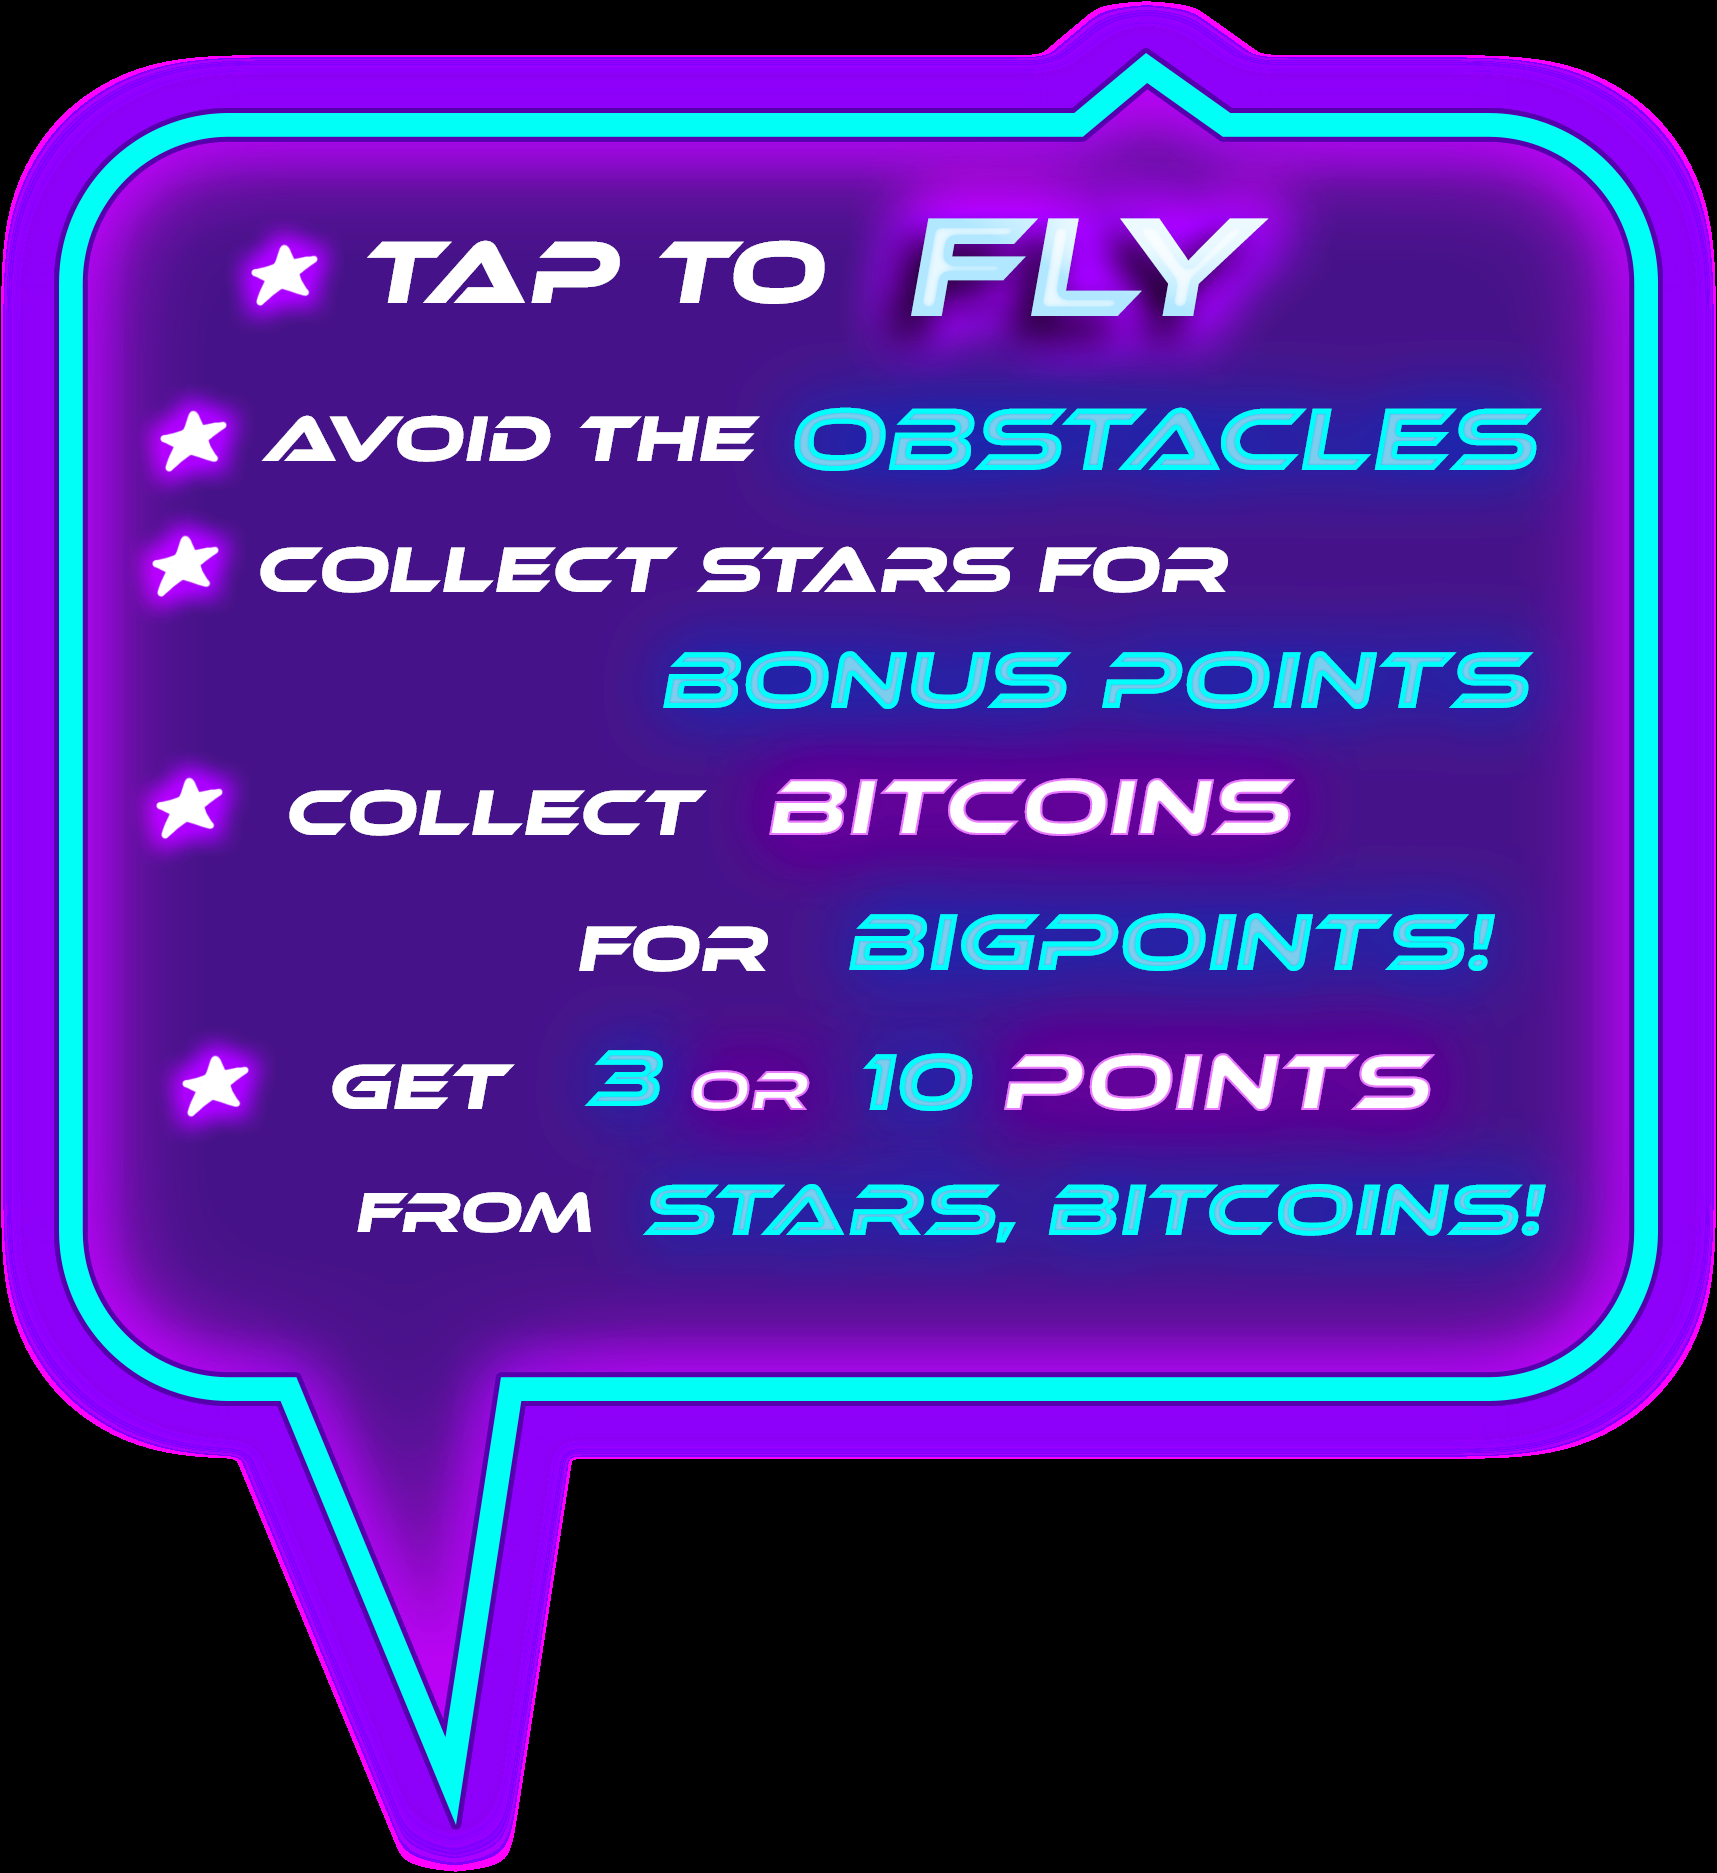 TAP TO FLY
AVOID THE OBSTACLES
COLLECT STARS FOR
BONUS POINTS
COLLECT BITCOINS
FOR BIGPOINTS!
GET 3 OR 10 POINTS
FROM STARS, BITCOINS!